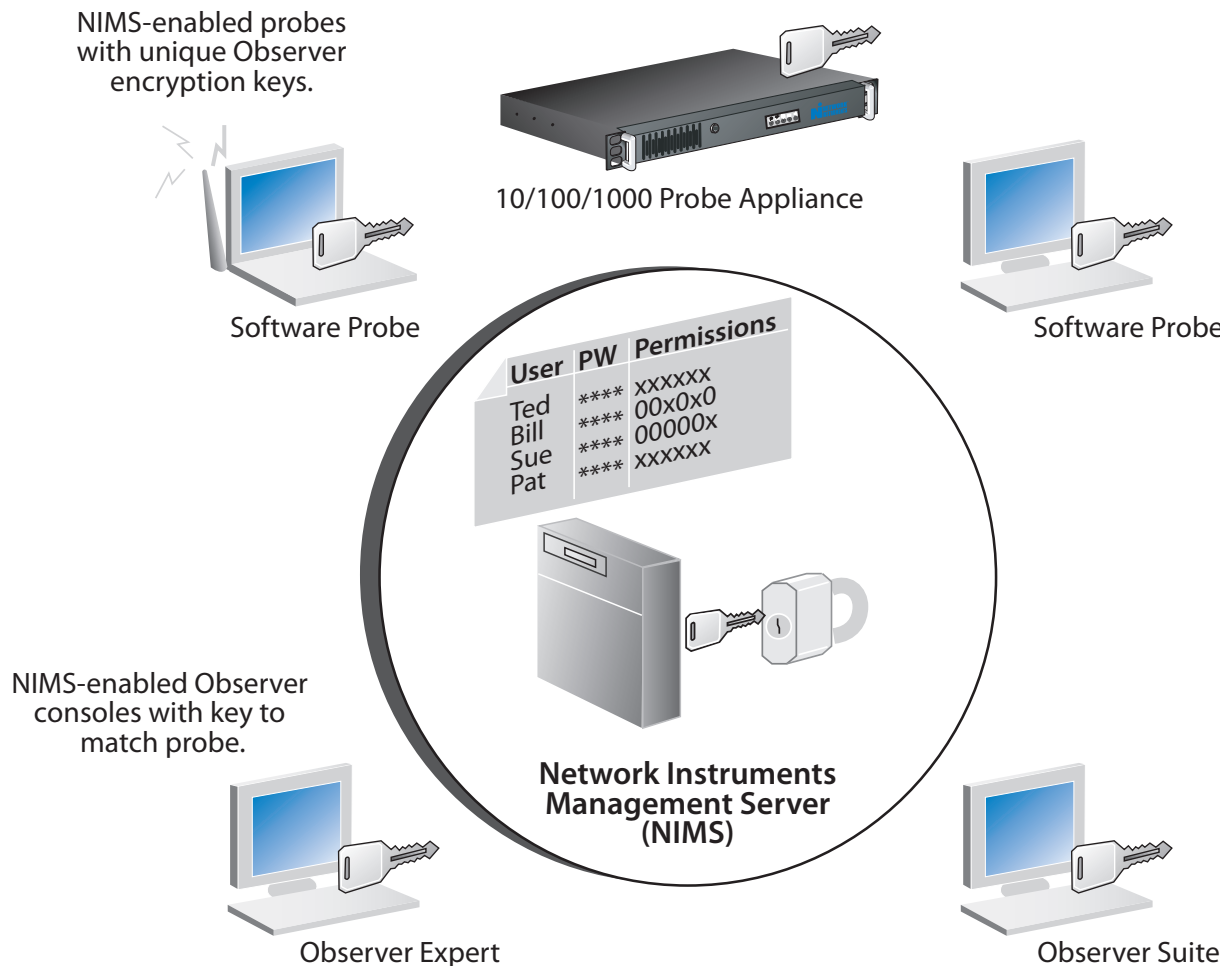 NIMS-enabled probes
with unique Observer
encryption keys.
10/100/1000 Probe Appliance
Software Probe
Software Probe
User PW Permissions
Ted **** xxxxxx
Bill **** 00x0x0
Sue **** 00000x
Pat **** xxxxxx
NIMS-enabled Observer
consoles with key to
match probe.
Network Instruments
Management Server
(NIMS)
Observer Expert
Observer Suite